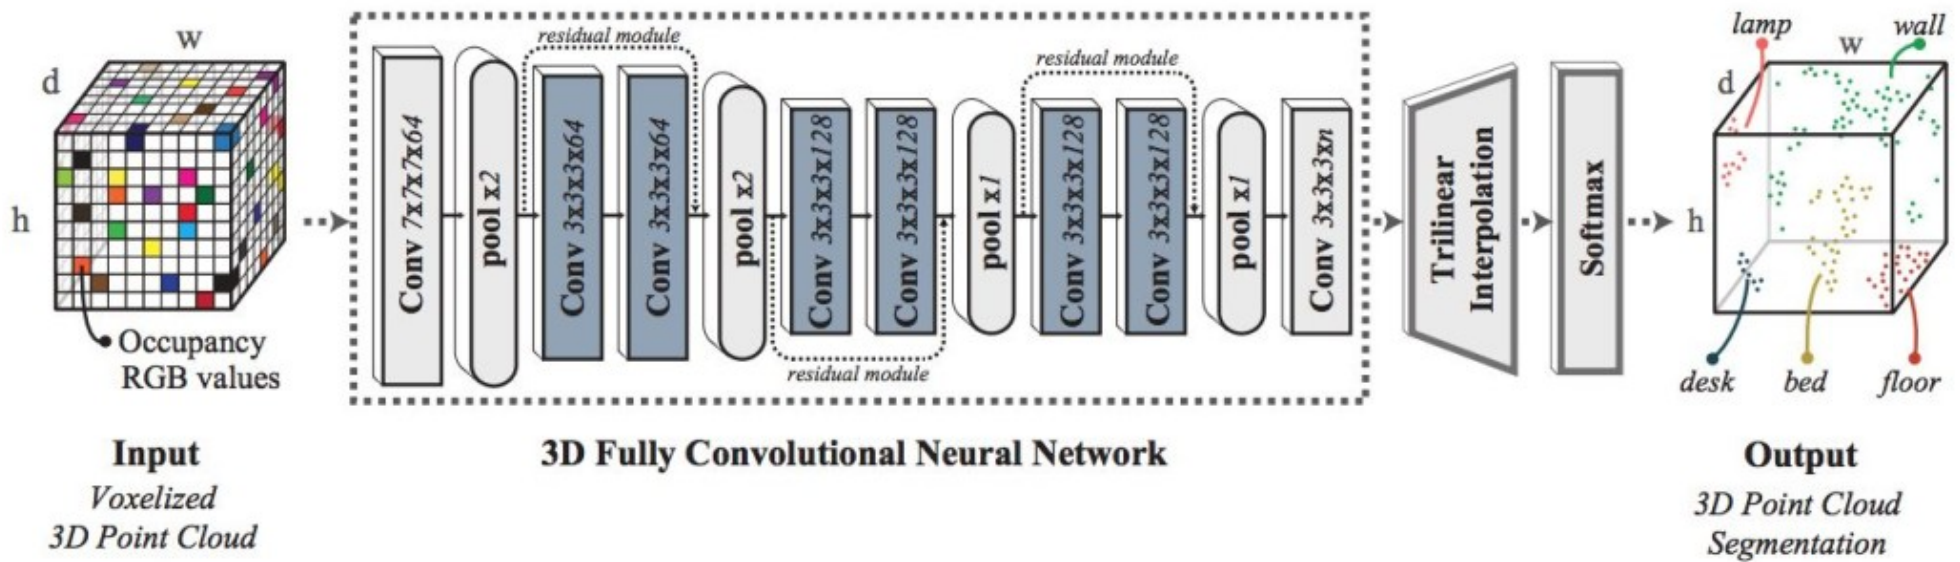 w
d
h
Occupancy
RGB values
Input
Voxelized
3D Point Cloud
residual module
Conv 7x7x7x64
pool x2
Conv 3x3x3x64
Conv 3x3x3x64
pool x2
Conv 3x3x3x128
Conv 3x3x3x128
residual module
pool x1
residual module
Conv 3x3x3x128
Conv 3x3x3x128
pool x1
Conv 3x3x3xn
3D Fully Convolutional Neural Network
Trilinear
Interpolation
Softmax
lamp
wall
w
d
h
desk
bed
floor
Output
3D Point Cloud
Segmentation